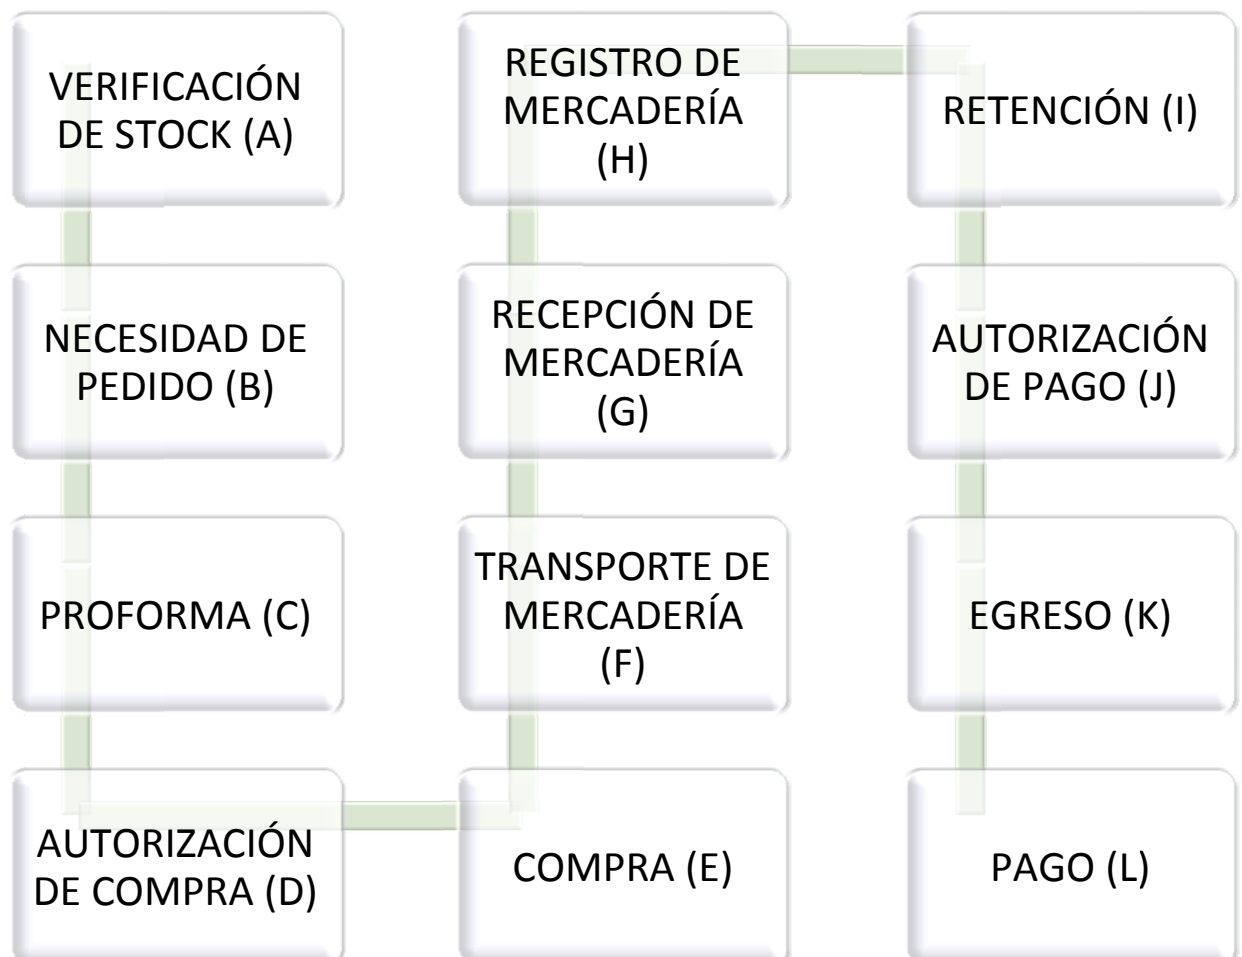 VERIFICACIÓN
DE STOCK (A)
NECESIDAD DE
PEDIDO (B)
PROFORMA (C)
AUTORIZACIÓN
DE COMPRA (D)
COMPRA (E)
TRANSPORTE DE
MERCADERÍA
(F)
RECEPCIÓN DE
MERCADERÍA
(G)
REGISTRO DE
MERCADERÍA
(H)
RETENCIÓN (I)
AUTORIZACIÓN
DE PAGO (J)
EGRESO (K)
PAGO (L)